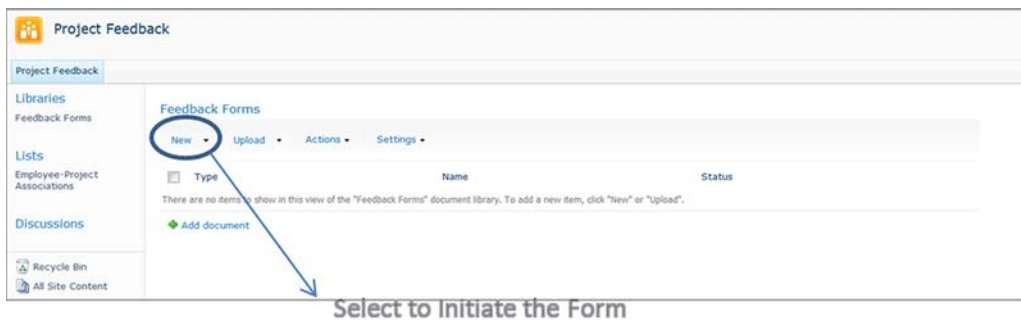 Project Feedback
Project Feedback
Libraries
Feedback Forms
Lists
Employee-Project
Associations
Discussions
Recycle Bin
All Site Content
Feedback Forms
New Upload Actions Settings
Type Name Status
There are no items to show in this view of the "Feedback Forms" document library. To add a new item, click "New" or "Upload".
Add document
Select to Initiate the Form